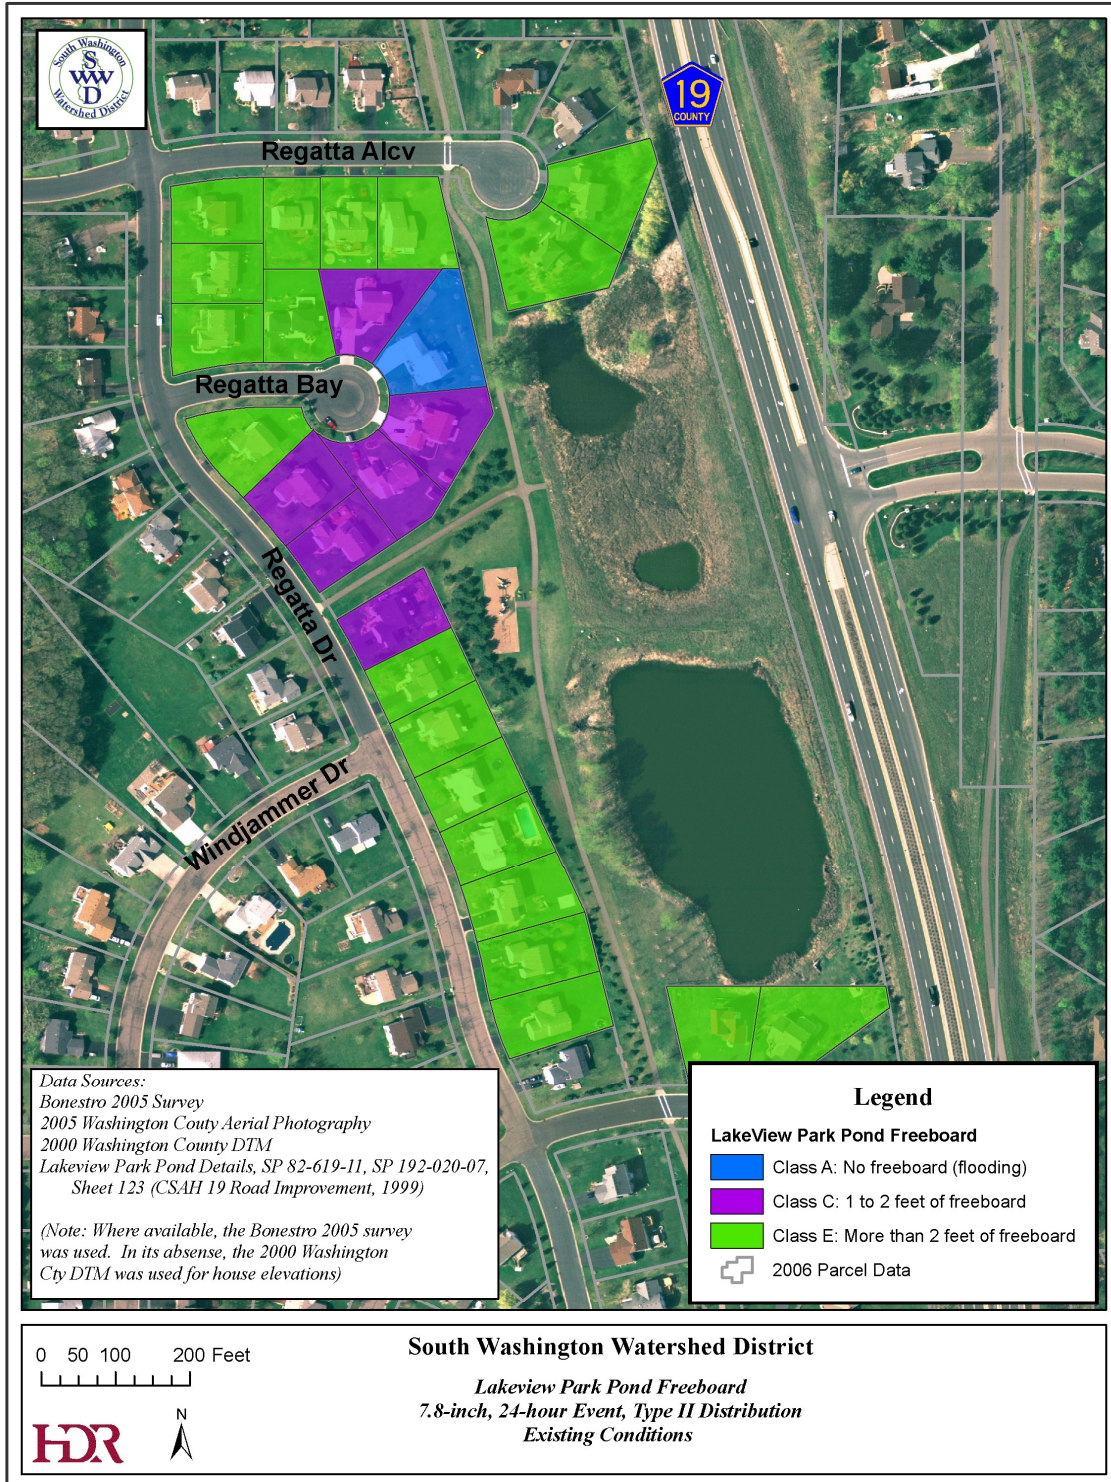 South Washington
S
WW
D
Watershed District
19
COUNTY
Regatta Alcv
Regatta Bay
Regatta Dr
Windjammer Dr
Data Sources:
Bonestro 2005 Survey
2005 Washington Couty Aerial Photography
2000 Washington County DTM
Lakeview Park Pond Details, SP 82-619-11, SP 192-020-07,
Sheet 123 (CSAH 19 Road Improvement, 1999)
(Note: Where available, the Bonestro 2005 survey
was used. In its absence, the 2000 Washington
Cty DTM was used for house elevations)
Legend
LakeView Park Pond Freeboard
Class A: No freeboard (flooding)
Class C: 1 to 2 feet of freeboard
Class E: More than 2 feet of freeboard
2006 Parcel Data
0 50 100 200 Feet
HDR
N
South Washington Watershed District
Lakeview Park Pond Freeboard
7.8-inch, 24-hour Event, Type II Distribution
Existing Conditions